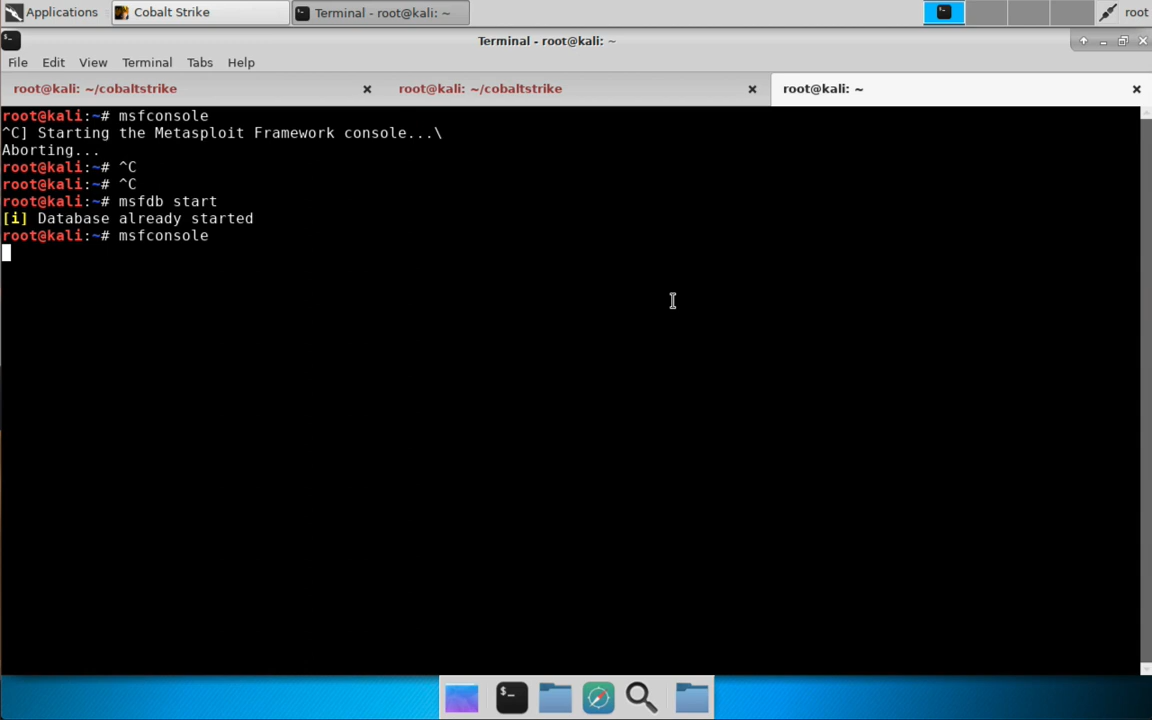 Applications Cobalt Strike Terminal - root@kali: ~ root
Terminal - root@kali: ~
File Edit View Terminal Tabs Help
root@kali: ~/cobaltstrike root@kali: ~/cobaltstrike root@kali: ~
root@kali:~# msfconsole
^C] Starting the Metasploit Framework console...\
Aborting...
root@kali:~# ^C
root@kali:~# ^C
root@kali:~# msfdb start
[i] Database already started
root@kali:~# msfconsole